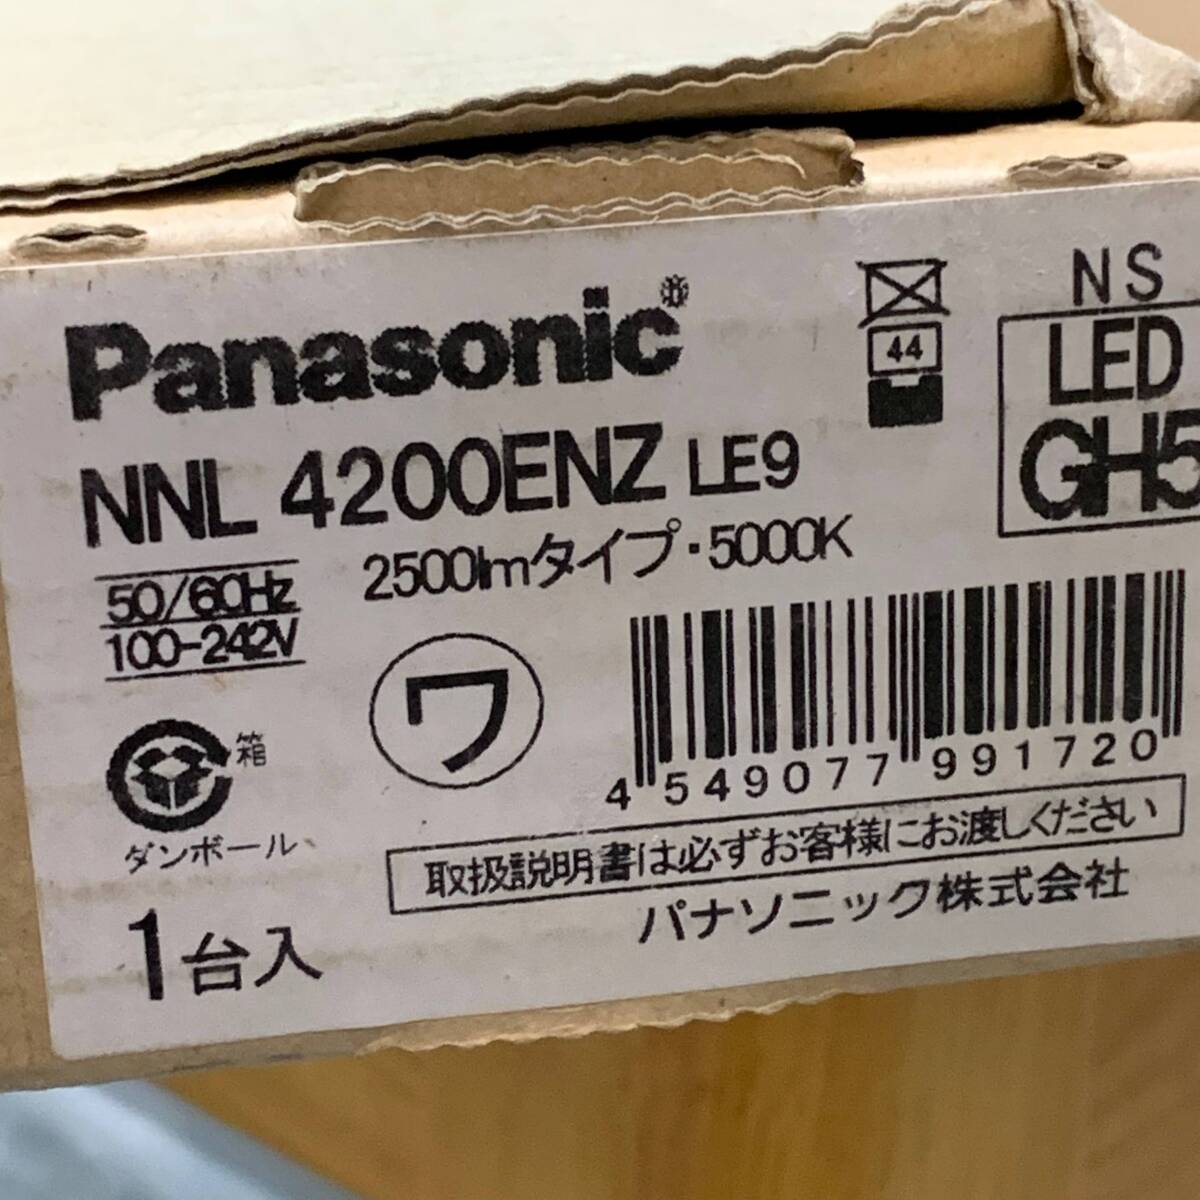 Panasonic
NNL 4200ENZ LE9
2500lmタイプ・5000K
50/60Hz
100-242V
44
NS
LED
GH5
ワ
箱
ダンボール、
1台入
4 549077 991720
取扱説明書は必ずお客様にお渡しください
パナソニック株式会社